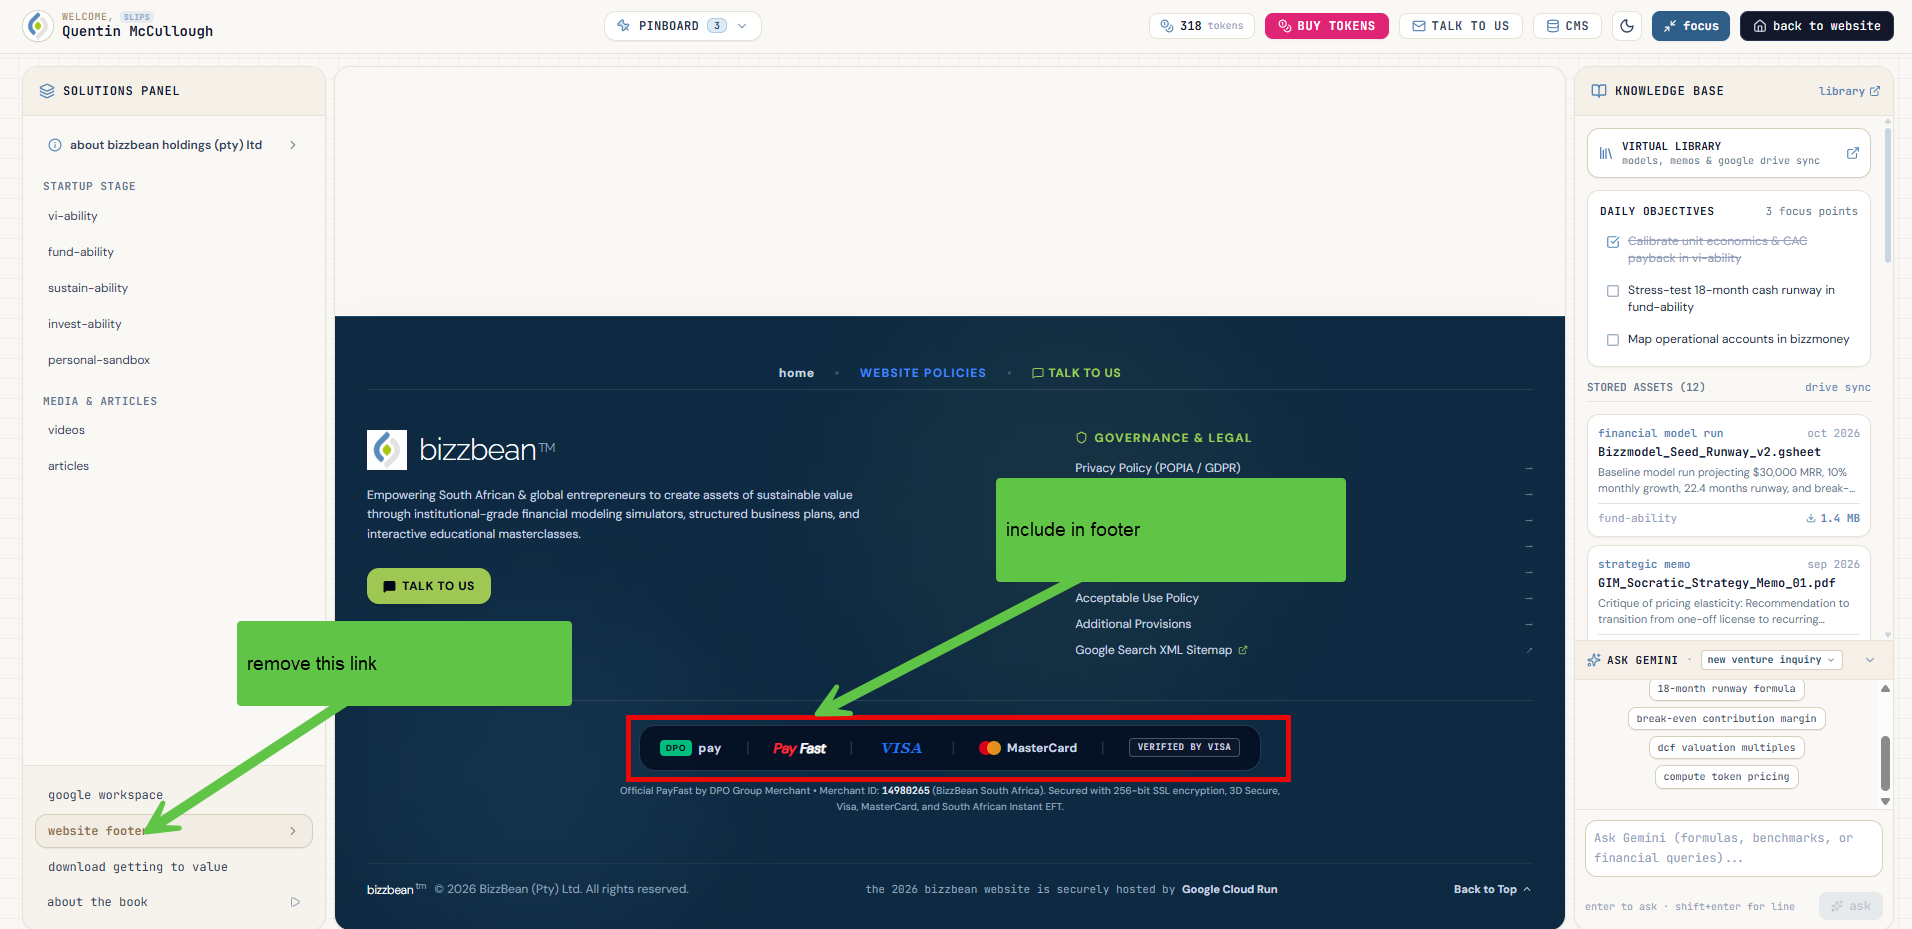 WELCOME, SLIPS
Quentin McCullough
PINBOARD 3
318 tokens
BUY TOKENS
TALK TO US
CMS
focus
back to website
SOLUTIONS PANEL
about bizzbean holdings (pty) ltd
STARTUP STAGE
vi-ability
fund-ability
sustain-ability
invest-ability
personal-sandbox
MEDIA & ARTICLES
videos
articles
remove this link
google workspace
website footer
download getting to value
about the book
home • WEBSITE POLICIES • TALK TO US
bizzbean™
Empowering South African & global entrepreneurs to create assets of sustainable value
through institutional-grade financial modeling simulators, structured business plans, and
interactive educational masterclasses.
TALK TO US
GOVERNANCE & LEGAL
Privacy Policy (POPIA / GDPR) →
include in footer
Acceptable Use Policy →
Additional Provisions →
Google Search XML Sitemap
DPO pay | PayFast | VISA | MasterCard | VERIFIED BY VISA
Official PayFast by DPO Group Merchant • Merchant ID: 14980265 (BizzBean South Africa). Secured with 256-bit SSL encryption, 3D Secure,
Visa, MasterCard, and South African Instant EFT.
bizzbean™ © 2026 BizzBean (Pty) Ltd. All rights reserved.
the 2026 bizzbean website is securely hosted by Google Cloud Run
Back to Top
KNOWLEDGE BASE
library
VIRTUAL LIBRARY
models, memos & google drive sync
DAILY OBJECTIVES 3 focus points
Calibrate unit economics & CAC
payback in vi-ability
Stress-test 18-month cash runway in
fund-ability
Map operational accounts in bizzmoney
STORED ASSETS (12) drive sync
financial model run oct 2026
Bizzmodel_Seed_Runway_v2.gsheet
Baseline model run projecting $30,000 MRR, 10%
monthly growth, 22.4 months runway, and break-…
fund-ability 1.4 MB
strategic memo sep 2026
GIM_Socratic_Strategy_Memo_01.pdf
Critique of pricing elasticity: Recommendation to
transition from one-off license to recurring…
ASK GEMINI · new venture inquiry
18-month runway formula
break-even contribution margin
dcf valuation multiples
compute token pricing
Ask Gemini (formulas, benchmarks, or
financial queries)...
enter to ask · shift+enter for line
ask